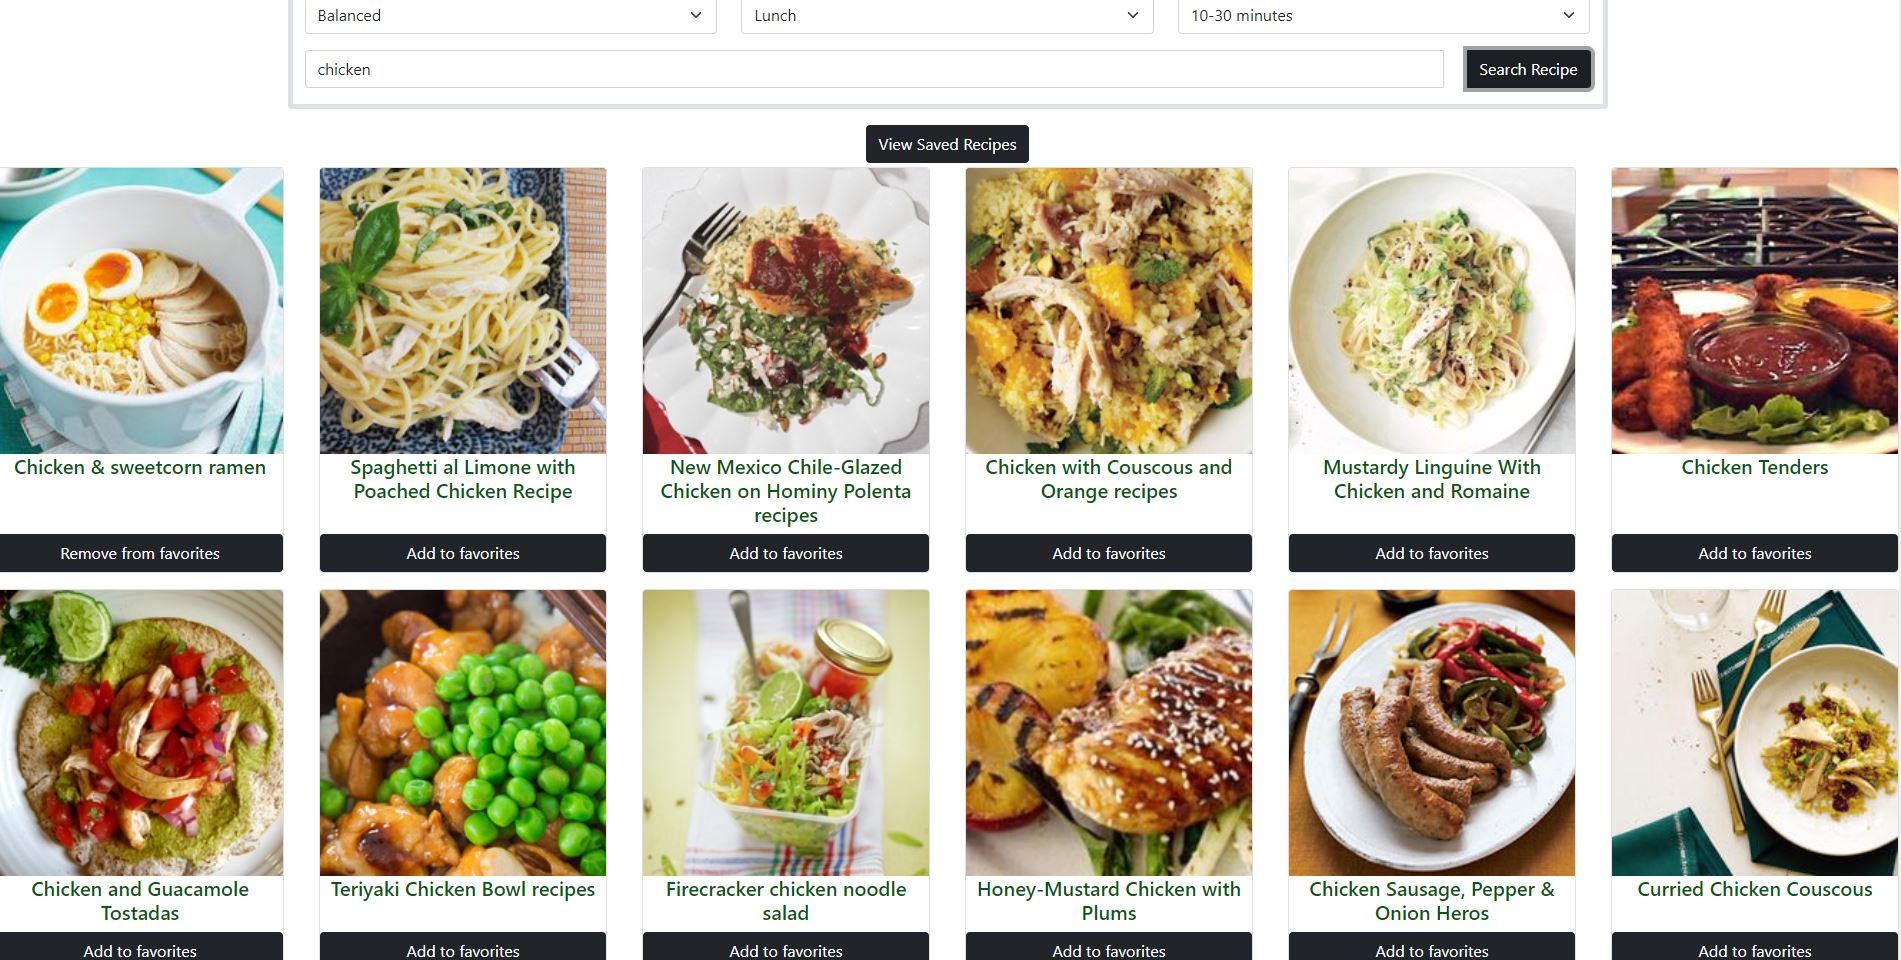 Balanced
Lunch
10-30 minutes
chicken
Search Recipe
View Saved Recipes
Chicken & sweetcorn ramen
Remove from favorites
Spaghetti al Limone with
Poached Chicken Recipe
Add to favorites
New Mexico Chile-Glazed
Chicken on Hominy Polenta
recipes
Add to favorites
Chicken with Couscous and
Orange recipes
Add to favorites
Mustardy Linguine With
Chicken and Romaine
Add to favorites
Chicken Tenders
Add to favorites
Chicken and Guacamole
Tostadas
Add to favorites
Teriyaki Chicken Bowl recipes
Add to favorites
Firecracker chicken noodle
salad
Add to favorites
Honey-Mustard Chicken with
Plums
Add to favorites
Chicken Sausage, Pepper &
Onion Heros
Add to favorites
Curried Chicken Couscous
Add to favorites